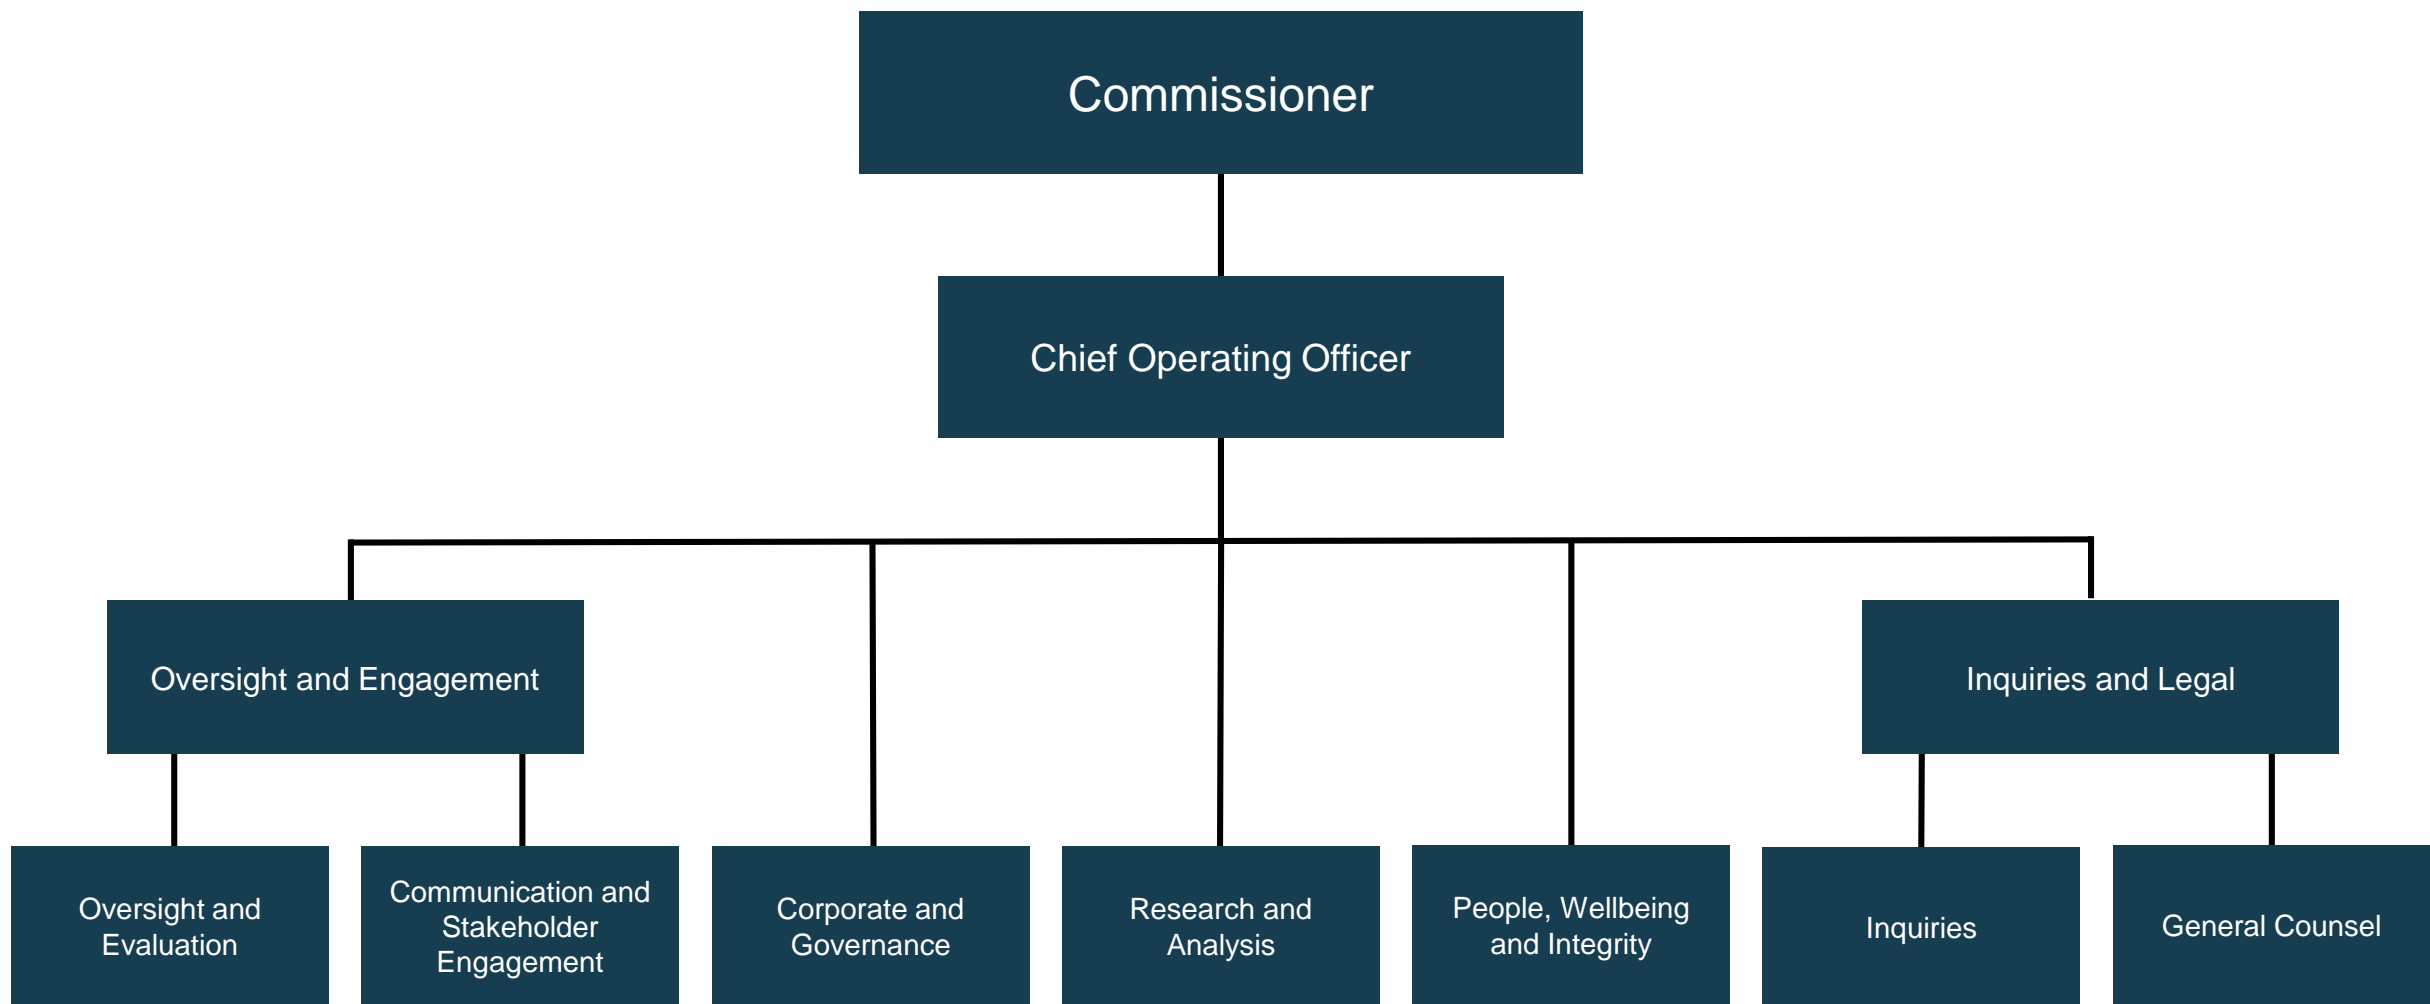 Commissioner
Chief Operating Officer
Oversight and Engagement
Inquiries and Legal
Oversight and
Evaluation
Communication and
Stakeholder
Engagement
Corporate and
Governance
Research and
Analysis
People, Wellbeing
and Integrity
Inquiries
General Counsel